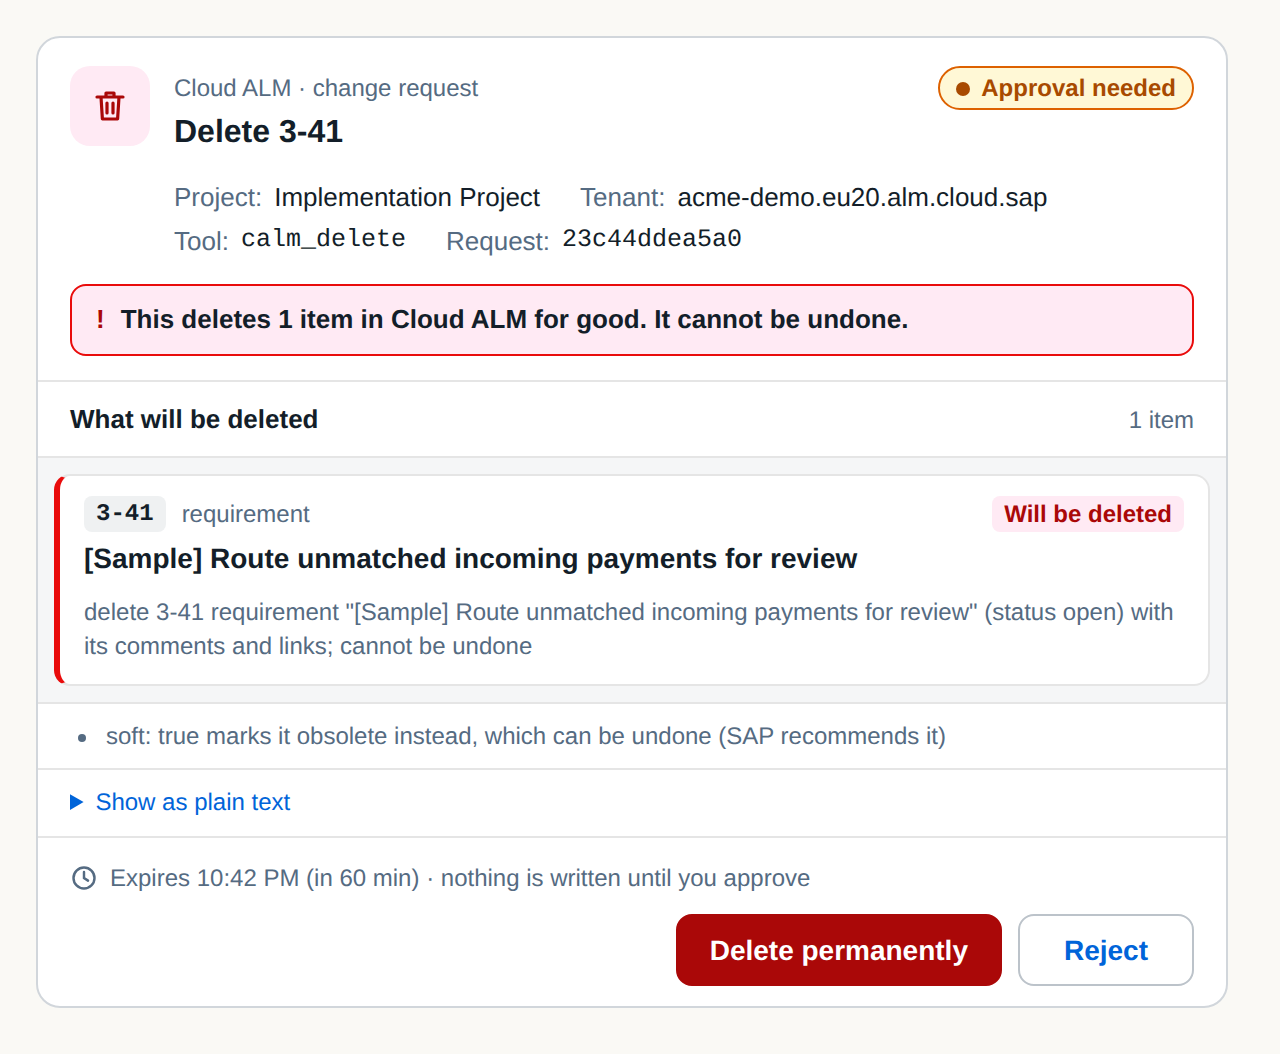 Cloud ALM · change request
Approval needed
Delete 3-41
Project: Implementation Project Tenant: acme-demo.eu20.alm.cloud.sap
Tool: calm_delete Request: 23c44ddea5a0
! This deletes 1 item in Cloud ALM for good. It cannot be undone.
What will be deleted
1 item
3-41 requirement
Will be deleted
[Sample] Route unmatched incoming payments for review
delete 3-41 requirement "[Sample] Route unmatched incoming payments for review" (status open) with
its comments and links; cannot be undone
• soft: true marks it obsolete instead, which can be undone (SAP recommends it)
Show as plain text
Expires 10:42 PM (in 60 min) · nothing is written until you approve
Delete permanently
Reject